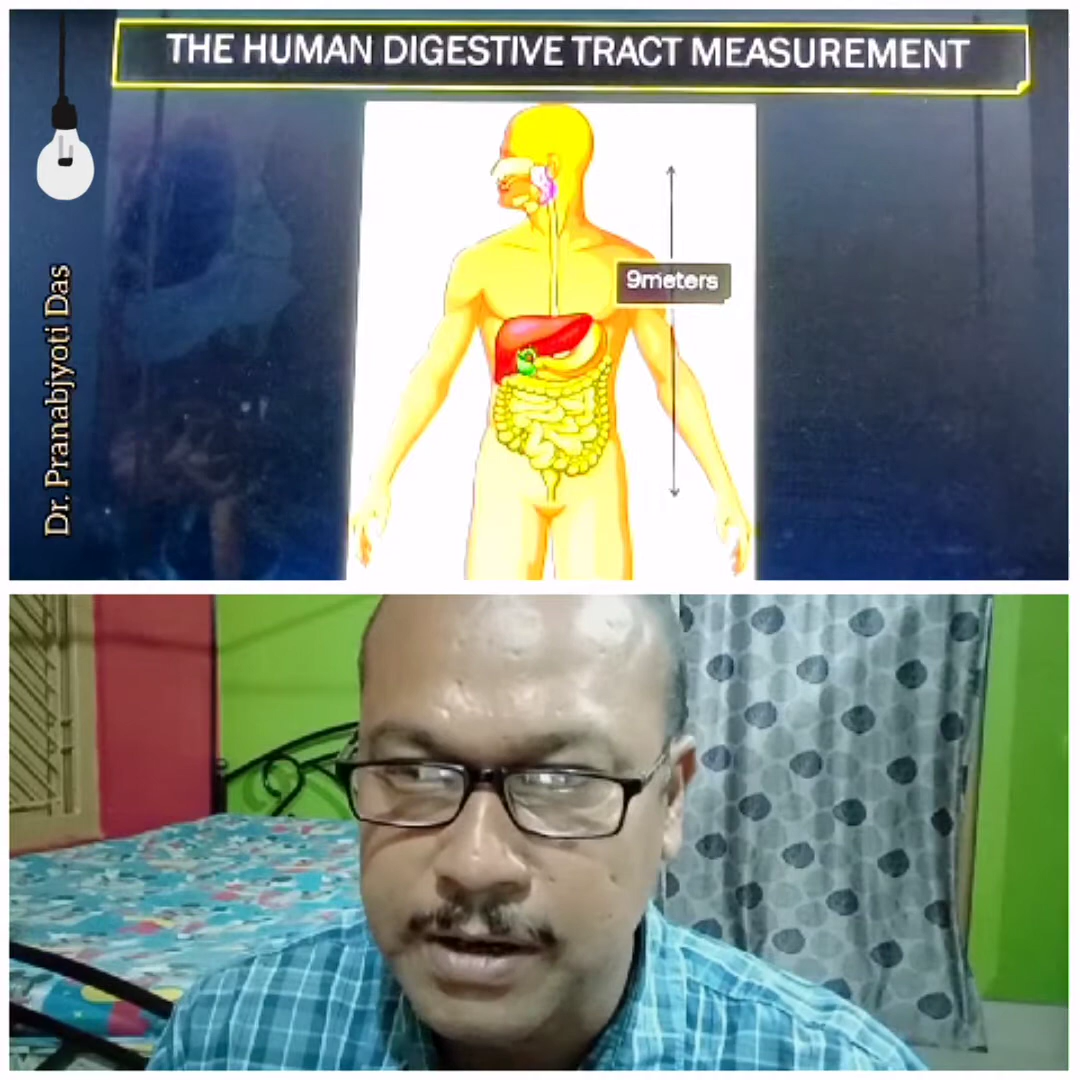 THE HUMAN DIGESTIVE TRACT MEASUREMENT
9meters
Dr. Pranabjyoti Das